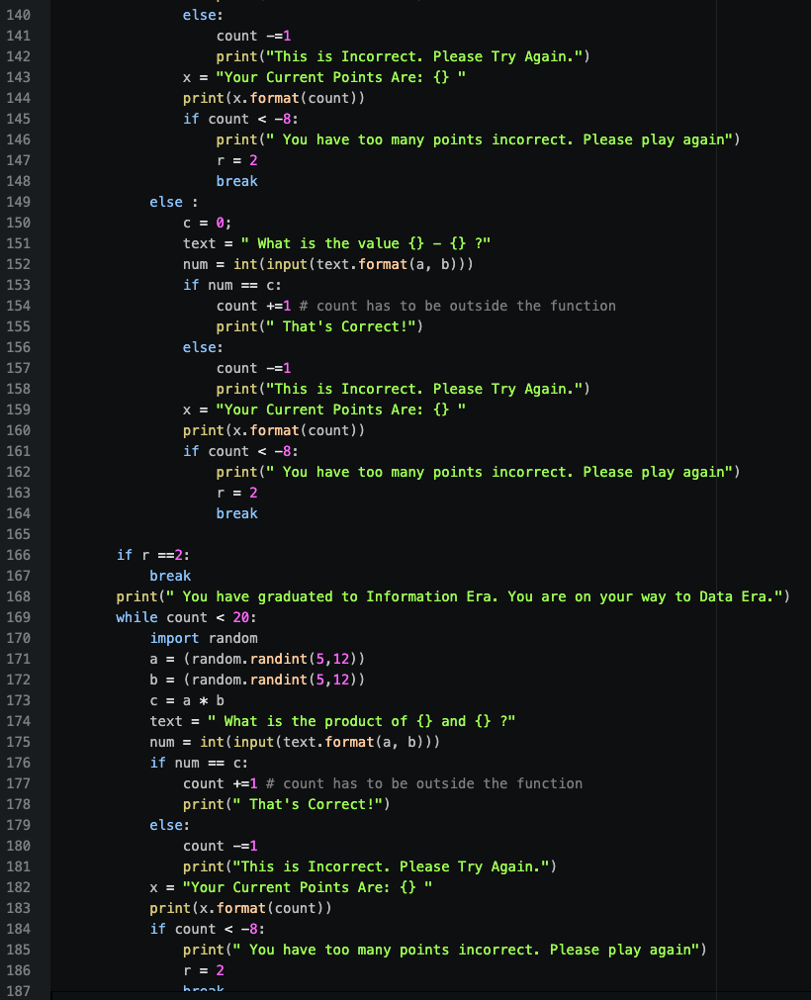 140 else:
141 count -=1
142 print("This is Incorrect. Please Try Again.")
143 x = "Your Current Points Are: {} "
144 print(x.format(count))
145 if count < -8:
146 print(" You have too many points incorrect. Please play again")
147 r = 2
148 break
149 else :
150 c = 0;
151 text = " What is the value {} - {} ?"
152 num = int(input(text.format(a, b)))
153 if num == c:
154 count +=1 # count has to be outside the function
155 print(" That's Correct!")
156 else:
157 count -=1
158 print("This is Incorrect. Please Try Again.")
159 x = "Your Current Points Are: {} "
160 print(x.format(count))
161 if count < -8:
162 print(" You have too many points incorrect. Please play again")
163 r = 2
164 break
165
166 if r ==2:
167 break
168 print(" You have graduated to Information Era. You are on your way to Data Era.")
169 while count < 20:
170 import random
171 a = (random.randint(5,12))
172 b = (random.randint(5,12))
173 c = a * b
174 text = " What is the product of {} and {} ?"
175 num = int(input(text.format(a, b)))
176 if num == c:
177 count +=1 # count has to be outside the function
178 print(" That's Correct!")
179 else:
180 count -=1
181 print("This is Incorrect. Please Try Again.")
182 x = "Your Current Points Are: {} "
183 print(x.format(count))
184 if count < -8:
185 print(" You have too many points incorrect. Please play again")
186 r = 2
187 break